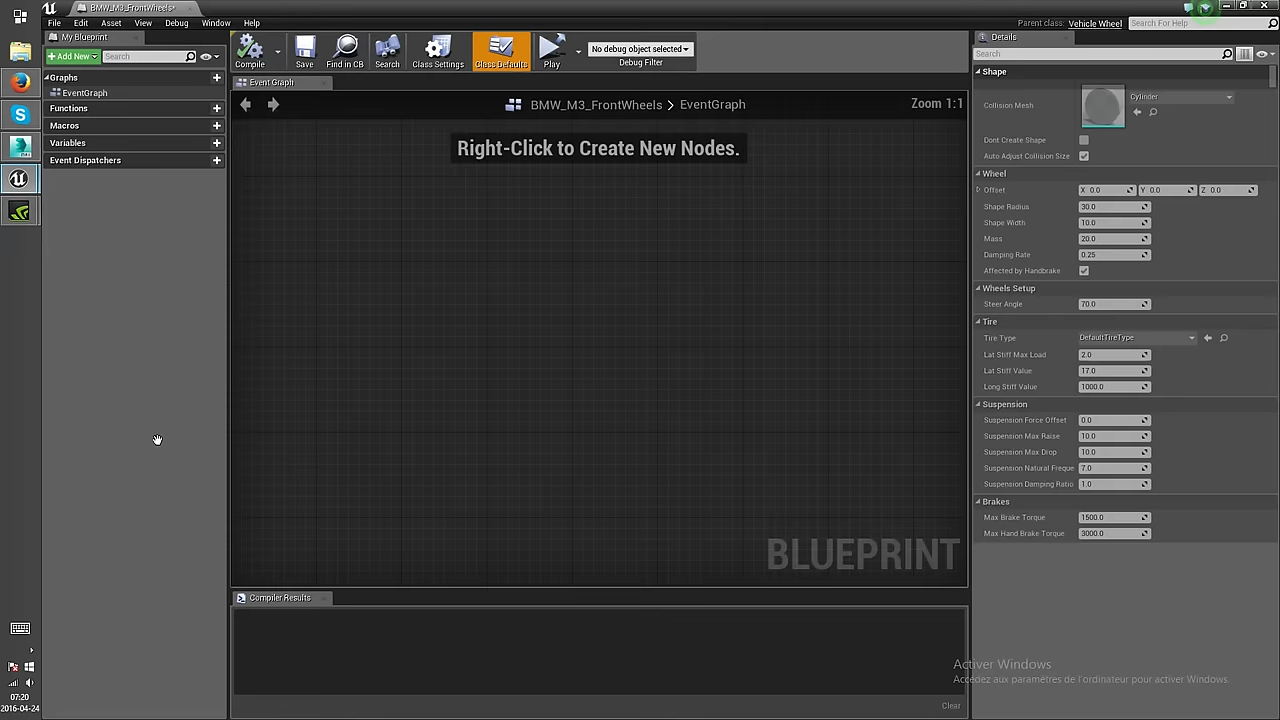 BMW_M3_FrontWheels*
File Edit Asset View Debug Window Help
Parent class: Vehicle Wheel
Search For Help
My Blueprint
Add New
Search
Graphs
EventGraph
Functions
Macros
Variables
Event Dispatchers
Compile
Save
Find in CB
Search
Class Settings
Class Defaults
Play
No debug object selected
Debug Filter
Event Graph
BMW_M3_FrontWheels > EventGraph
Zoom 1:1
Right-Click to Create New Nodes.
BLUEPRINT
Compiler Results
Clear
Details
Search
Shape
Collision Mesh
Cylinder
Dont Create Shape
Auto Adjust Collision Size
Wheel
Offset X 0.0 Y 0.0 Z 0.0
Shape Radius 30.0
Shape Width 10.0
Mass 20.0
Damping Rate 0.25
Affected by Handbrake
Wheels Setup
Steer Angle 70.0
Tire
Tire Type DefaultTireType
Lat Stiff Max Load 2.0
Lat Stiff Value 17.0
Long Stiff Value 1000.0
Suspension
Suspension Force Offset 0.0
Suspension Max Raise 10.0
Suspension Max Drop 10.0
Suspension Natural Freque 7.0
Suspension Damping Ratio 1.0
Brakes
Max Brake Torque 1500.0
Max Hand Brake Torque 3000.0
Activer Windows
Accédez aux paramètres de l'ordinateur pour activer Windows.
07:20
2016-04-24